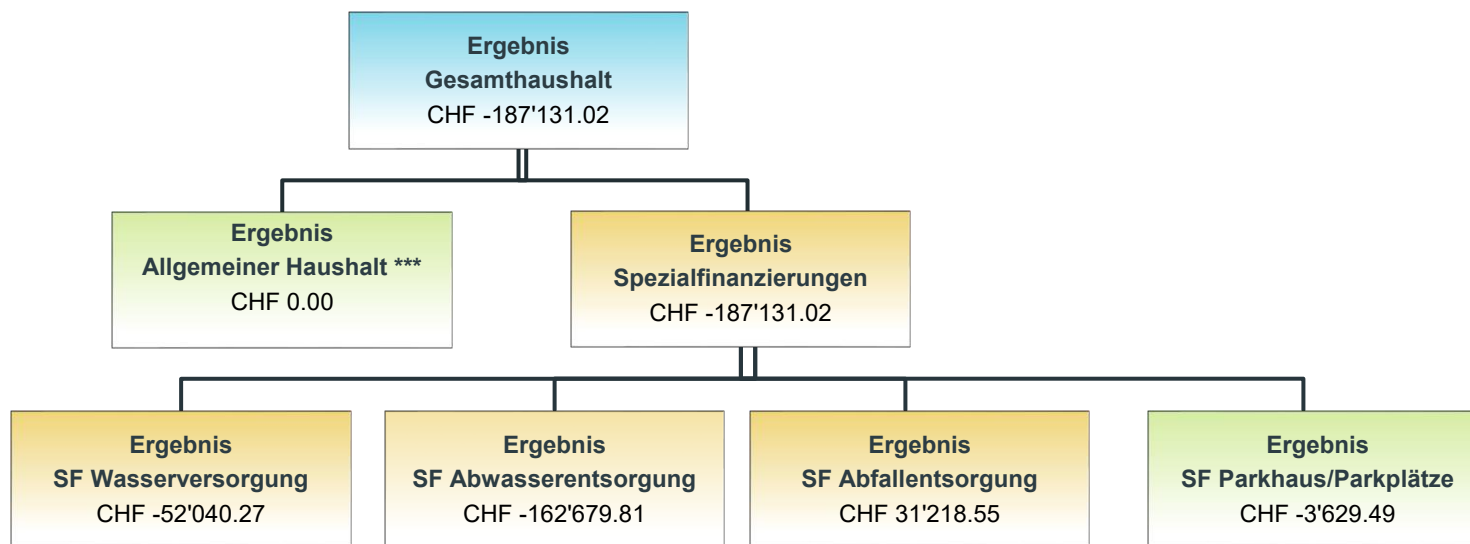 Ergebnis
Gesamthaushalt
CHF -187'131.02
Ergebnis
Allgemeiner Haushalt ***
CHF 0.00
Ergebnis
Spezialfinanzierungen
CHF -187'131.02
Ergebnis
SF Wasserversorgung
CHF -52'040.27
Ergebnis
SF Abwasserentsorgung
CHF -162'679.81
Ergebnis
SF Abfallentsorgung
CHF 31'218.55
Ergebnis
SF Parkhaus/Parkplätze
CHF -3'629.49